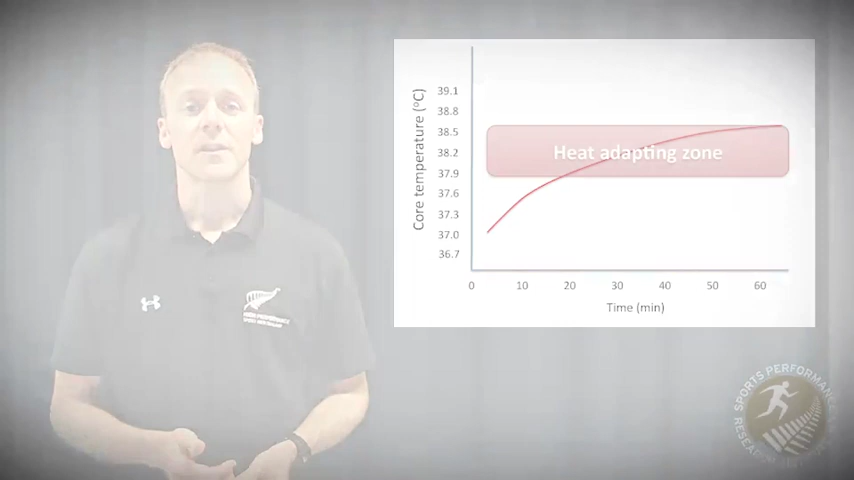 39.1
38.8
38.5
38.2
37.9
37.6
37.3
37.0
36.7
Core temperature (°C)
Heat adapting zone
0 10 20 30 40 50 60
Time (min)
SPORTS PERFORMANCE